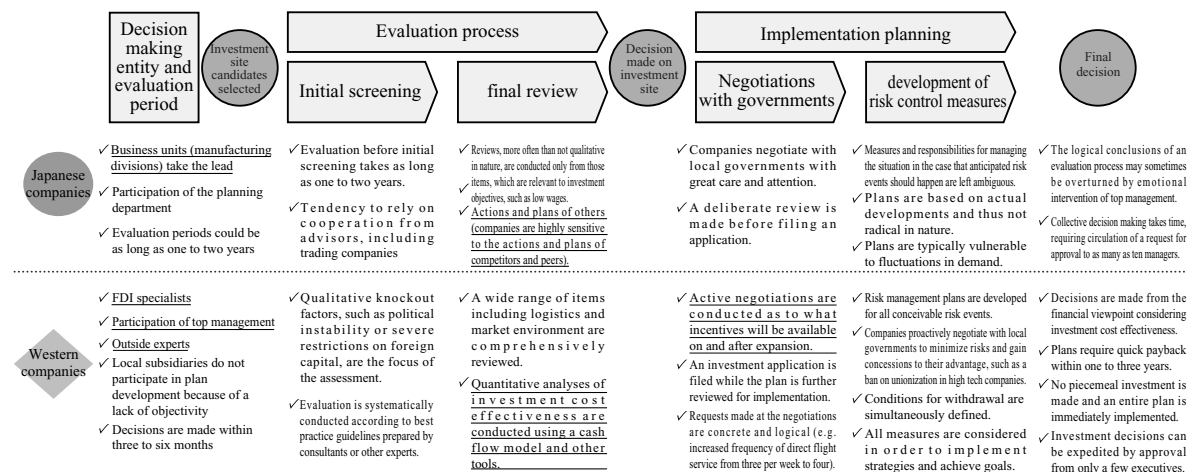 Decision
making
entity and
evaluation
period
Investment
site
candidates
selected
Evaluation process
Initial screening
final review
Decision
made on
investment
site
Implementation planning
Negotiations
with governments
development of
risk control measures
Final
decision
Japanese
companies
✓ Business units (manufacturing
divisions) take the lead
✓ Participation of the planning
department
✓ Evaluation periods could be
as long as one to two years
✓ Evaluation before initial
screening takes as long
as one to two years.
✓ Tendency to rely on
cooperation from
advisors, including
trading companies
✓ Reviews, more often than not qualitative
in nature, are conducted only from those
✓ items, which are relevant to investment
objectives, such as low wages.
✓ Actions and plans of others
(companies are highly sensitive
to the actions and plans of
competitors and peers).
✓ Companies negotiate with
local governments with
great care and attention.
✓ A deliberate review is
made before filing an
application.
✓ Measures and responsibilities for managing
the situation in the case that anticipated risk
events should happen are left ambiguous.
✓ Plans are based on actual
developments and thus not
radical in nature.
✓ Plans are typically vulnerable
to fluctuations in demand.
✓ The logical conclusions of an
evaluation process may sometimes
be overturned by emotional
intervention of top management.
✓ Collective decision making takes time,
requiring circulation of a request for
approval to as many as ten managers.
Western
companies
✓ FDI specialists
✓ Participation of top management
✓ Outside experts
✓ Local subsidiaries do not
participate in plan
development because of a
lack of objectivity
✓ Decisions are made within
three to six months
✓ Qualitative knockout
factors, such as political
instability or severe
restrictions on foreign
capital, are the focus of
the assessment.
✓ Evaluation is systematically
conducted according to best
practice guidelines prepared by
consultants or other experts.
✓ A wide range of items
including logistics and
market environment are
comprehensively
reviewed.
✓ Quantitative analyses of
investment cost
effectiveness are
conducted using a cash
flow model and other
tools.
✓ Active negotiations are
conducted as to what
incentives will be available
on and after expansion.
✓ An investment application is
filed while the plan is further
reviewed for implementation.
✓ Requests made at the negotiations
are concrete and logical (e.g.
increased frequency of direct flight
service from three per week to four).
✓ Risk management plans are developed
for all conceivable risk events.
✓ Companies proactively negotiate with local
governments to minimize risks and gain
concessions to their advantage, such as a
ban on unionization in high tech companies.
✓ Conditions for withdrawal are
simultaneously defined.
✓ All measures are considered
in order to implement
strategies and achieve goals.
✓ Decisions are made from the
financial viewpoint considering
investment cost effectiveness.
✓ Plans require quick payback
within one to three years.
✓ No piecemeal investment is
made and an entire plan is
immediately implemented.
✓ Investment decisions can
be expedited by approval
from only a few executives.